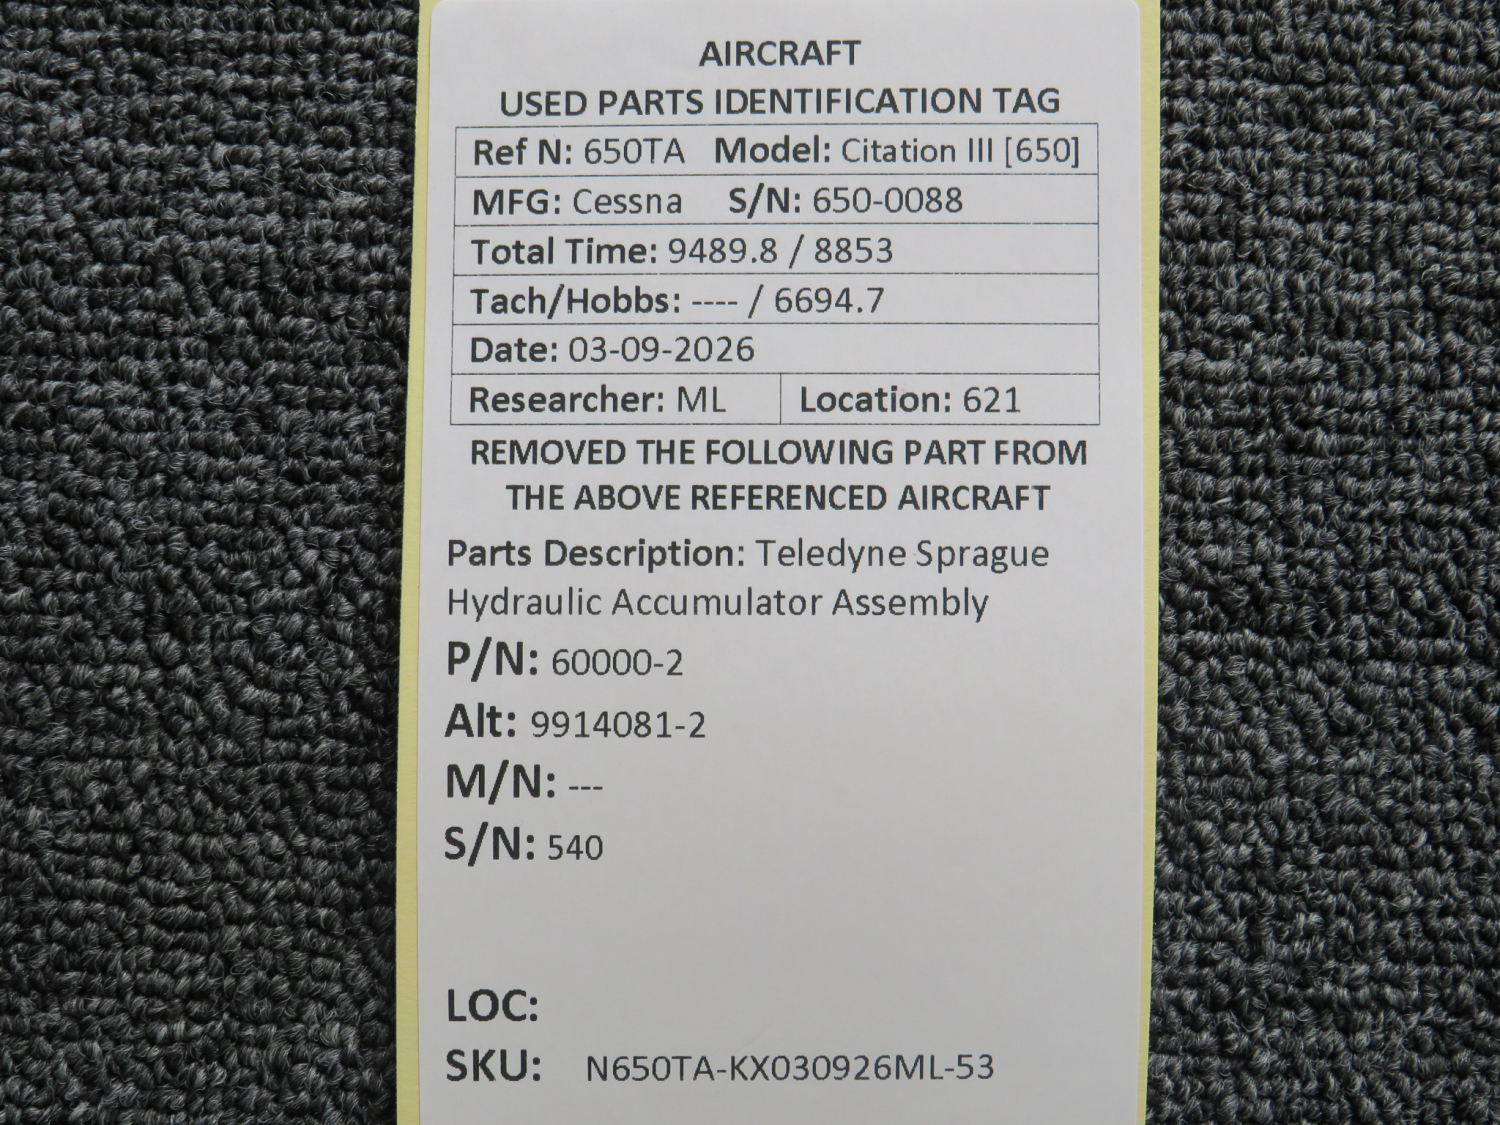 AIRCRAFT
USED PARTS IDENTIFICATION TAG
Ref N: 650TA Model: Citation III [650]
MFG: Cessna S/N: 650-0088
Total Time: 9489.8 / 8853
Tach/Hobbs: ---- / 6694.7
Date: 03-09-2026
Researcher: ML Location: 621
REMOVED THE FOLLOWING PART FROM
THE ABOVE REFERENCED AIRCRAFT
Parts Description: Teledyne Sprague
Hydraulic Accumulator Assembly
P/N: 60000-2
Alt: 9914081-2
M/N: ---
S/N: 540
LOC:
SKU: N650TA-KX030926ML-53